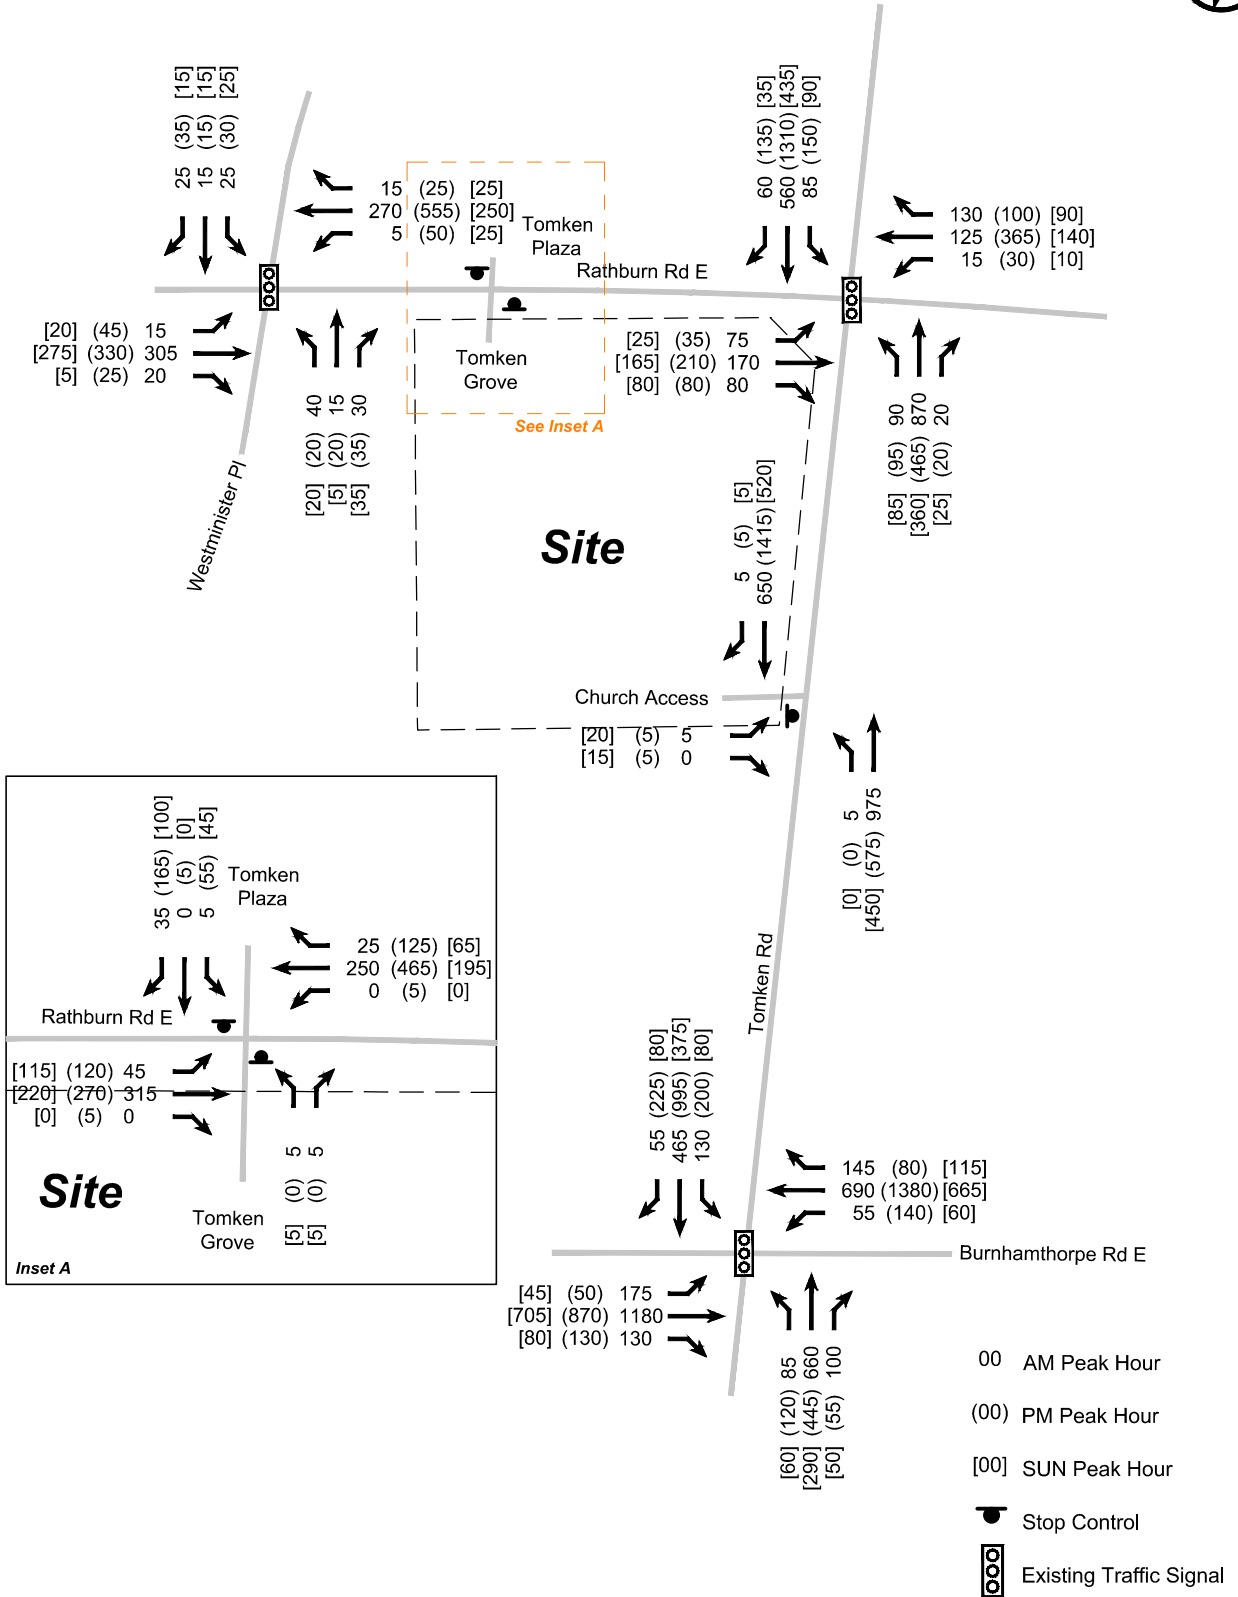 25 (35) [15]
15 (15) [15]
25 (30) [25]
15 (25) [25]
270 (555) [250]
5 (50) [25]
Tomken
Plaza
60 (135) [35]
560 (1310) [435]
85 (150) [90]
130 (100) [90]
125 (365) [140]
15 (30) [10]
Rathburn Rd E
[20] (45) 15
[275] (330) 305
[5] (25) 20
Tomken
Grove
[25] (35) 75
[165] (210) 170
[80] (80) 80
See Inset A
[20] (20) 40
[5] (20) 15
[35] (35) 30
[85] (95) 90
[360] (465) 870
[25] (20) 20
Westminister Pl
Site
5 (5) [5]
650 (1415) [520]
Church Access
[20] (5) 5
[15] (5) 0
[0] (0) 5
[450] (575) 975
35 (165) [100]
0 (5) [0]
5 (55) [45]
Tomken
Plaza
25 (125) [65]
250 (465) [195]
0 (5) [0]
Rathburn Rd E
[115] (120) 45
[220] (270) 315
[0] (5) 0
[5] (0) 5
[5] (0) 5
Site
Tomken
Grove
Inset A
Tomken Rd
55 (225) [80]
465 (995) [375]
130 (200) [80]
145 (80) [115]
690 (1380) [665]
55 (140) [60]
Burnhamthorpe Rd E
[45] (50) 175
[705] (870) 1180
[80] (130) 130
[60] (120) 85
[290] (445) 660
[50] (55) 100
00 AM Peak Hour
(00) PM Peak Hour
[00] SUN Peak Hour
Stop Control
Existing Traffic Signal